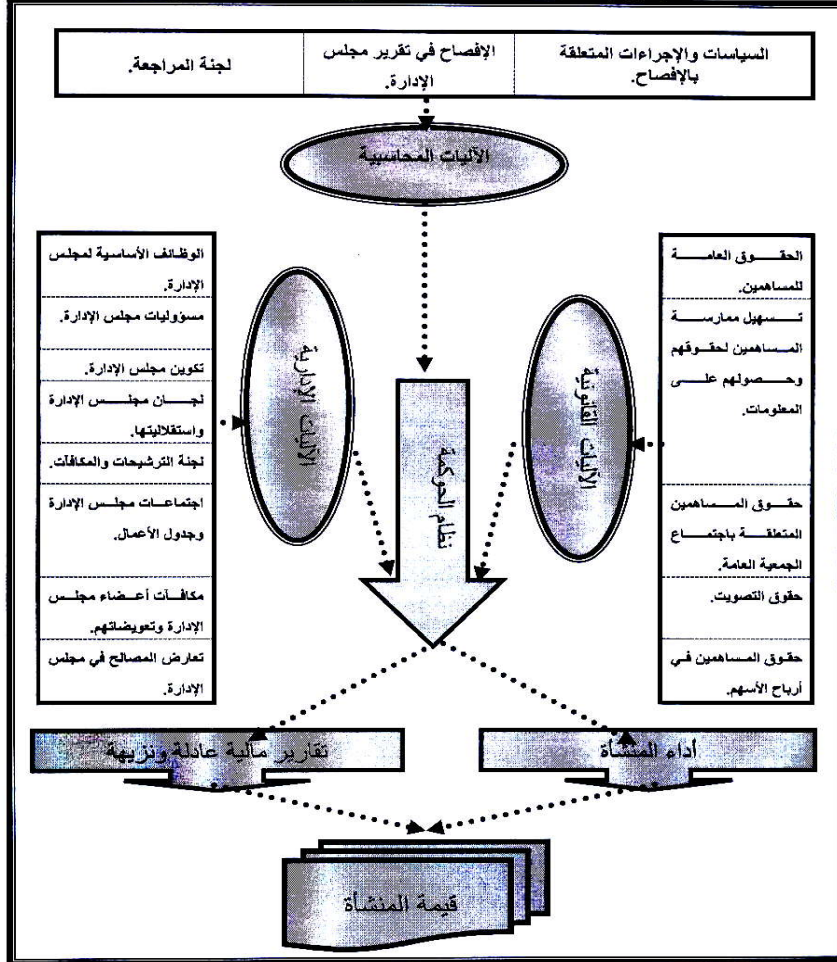 السياسات والإجراءات المتعلقة
بالإفصاح.
الإفصاح في تقرير مجلس
الإدارة.
لجنة المراجعة.
الآليات المحاسبية
الحقوق العامة
للمساهمين.
تسهيل ممارسة
المساهمين لحقوقهم
وحصولهم على
المعلومات.
حقوق المساهمين
المتعلقة باجتماع
الجمعية العامة.
حقوق التصويت.
حقوق المساهمين في
أرباح الأسهم.
الآليات القانونية
نظام الحوكمة
الآليات الإدارية
الوظائف الأساسية لمجلس
الإدارة.
مسؤوليات مجلس الإدارة.
تكوين مجلس الإدارة.
لجان مجلس الإدارة
واستقلاليتها.
لجنة الترشيحات والمكافآت.
اجتماعات مجلس الإدارة
وجدول الأعمال.
مكافآت أعضاء مجلس
الإدارة وتعويضاتهم.
تعارض المصالح في مجلس
الإدارة.
أداء المنشأة
تقارير مالية عادلة ونزيهة
قيمة المنشأة